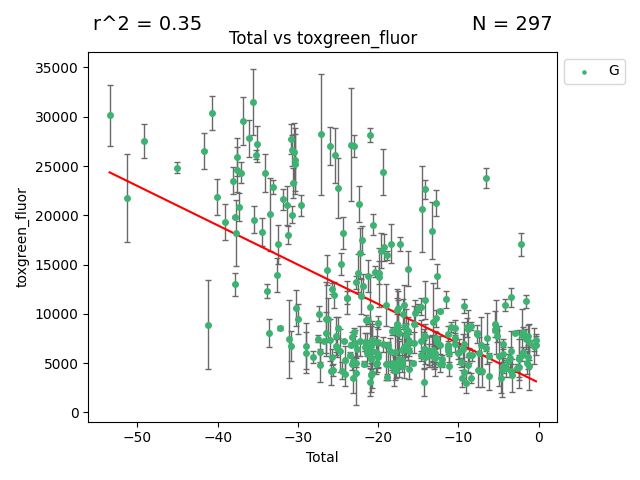 r^2 = 0.35
N = 297
Total vs toxgreen_fluor
G
35000
30000
25000
20000
15000
10000
5000
0
toxgreen_fluor
−50
−40
−30
−20
−10
0
Total